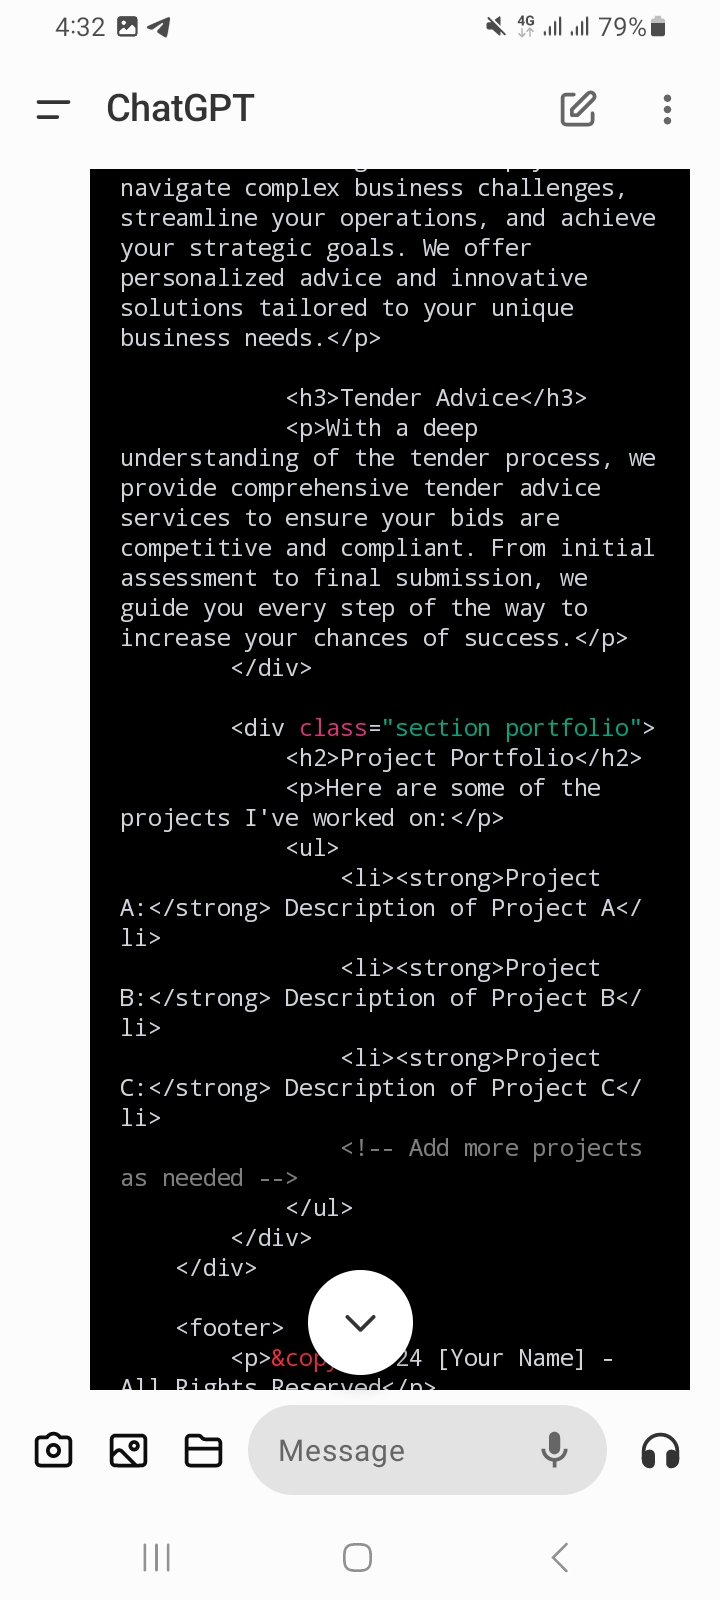 4:32
4G
79%
ChatGPT
navigate complex business challenges,
streamline your operations, and achieve
your strategic goals. We offer
personalized advice and innovative
solutions tailored to your unique
business needs.</p>
<h3>Tender Advice</h3>
<p>With a deep
understanding of the tender process, we
provide comprehensive tender advice
services to ensure your bids are
competitive and compliant. From initial
assessment to final submission, we
guide you every step of the way to
increase your chances of success.</p>
</div>
<div class="section portfolio">
<h2>Project Portfolio</h2>
<p>Here are some of the
projects I've worked on:</p>
<ul>
<li><strong>Project
A:</strong> Description of Project A</
li>
<li><strong>Project
B:</strong> Description of Project B</
li>
<li><strong>Project
C:</strong> Description of Project C</
li>
<!-- Add more projects
as needed -->
</ul>
</div>
</div>
<footer>
<p>&cop 24 [Your Name] -
All Rights Reserved</p>
Message